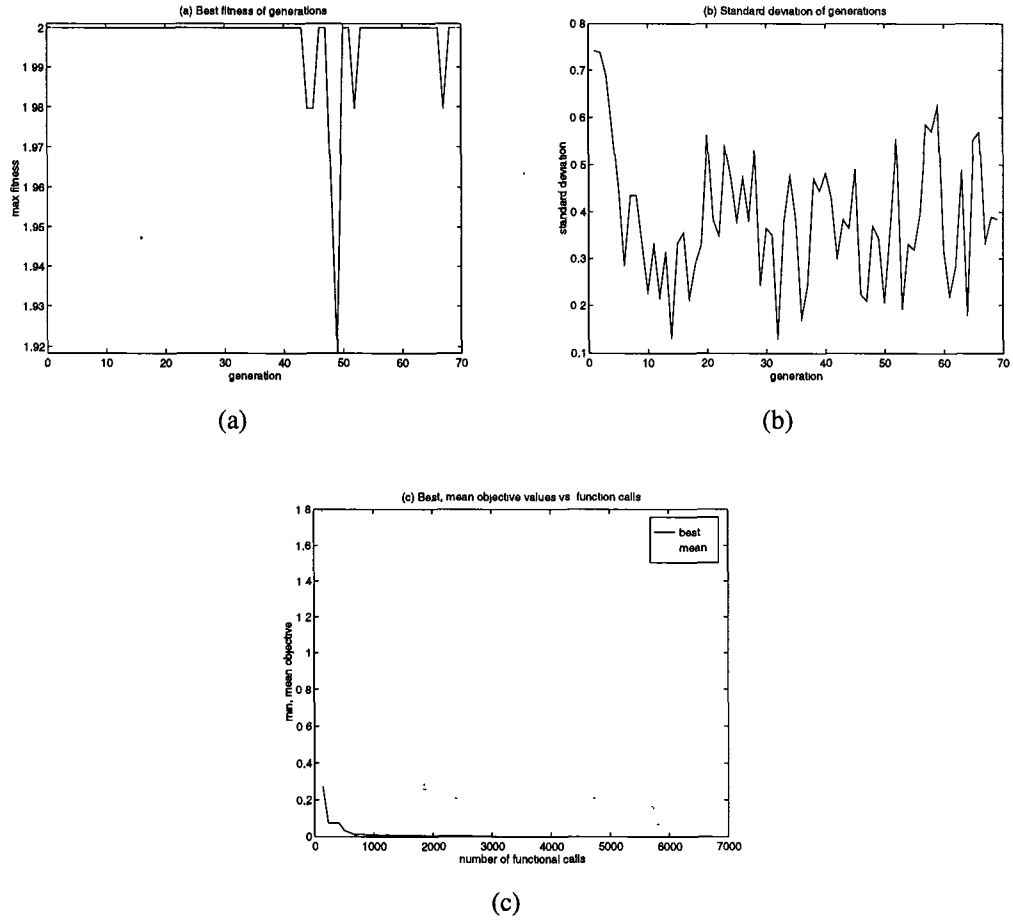 (a) Best fitness of generations
2
1.99
1 98
1.97
1.96
1.95
1.94
1.93
1.92
0 10 20 30 40 50 60 70
max fitness
generation
(a)
(b) Standard deviation of generations
0 8
0.7
0 6
0 5
0 4
0.3
0 2
0.1
0 10 20 30 40 50 60 70
standard deviation
generation
(b)
(c) Best, mean objective values vs function calls
1.8
1.6
1 4
1.2
1
0 8
0 6
0.4
0.2
0
0 1000 2000 3000 4000 5000 6000 7000
min, mean objective
number of functional calls
best
mean
(c)